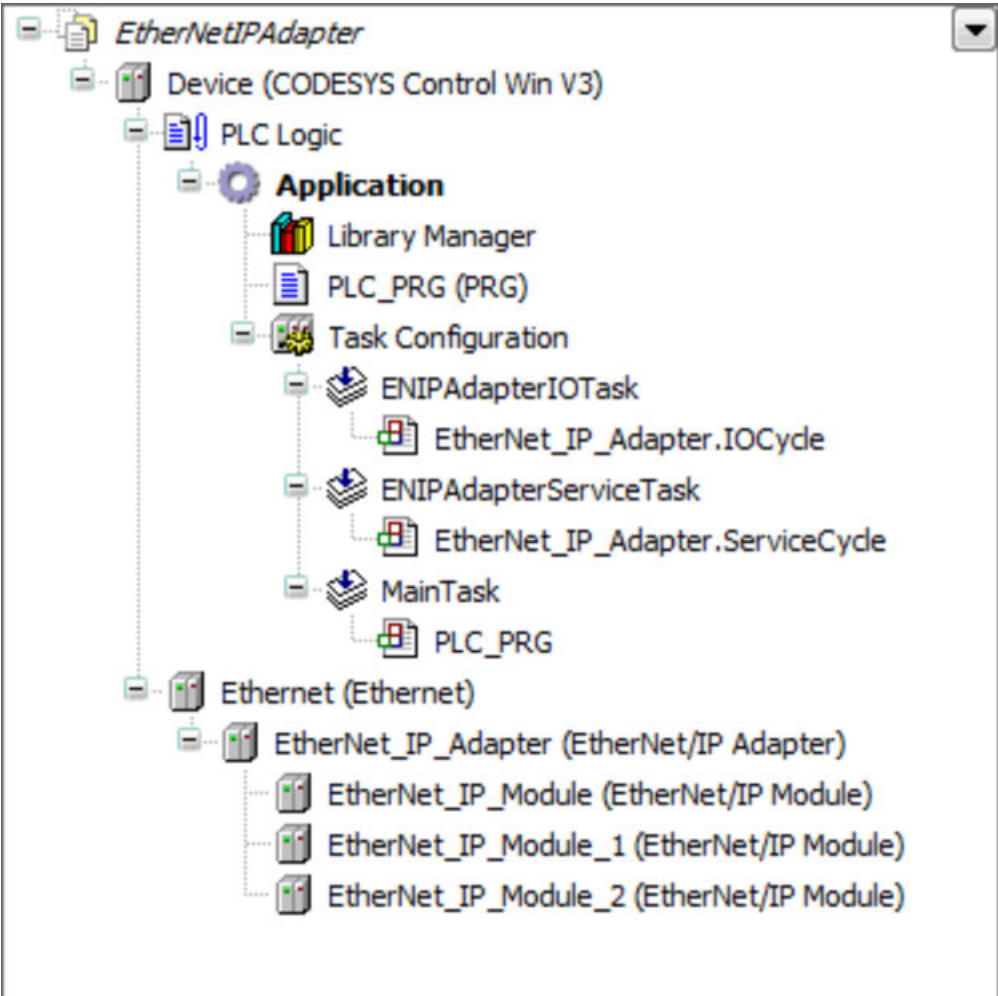 EtherNetIPAdapter
Device (CODESYS Control Win V3)
PLC Logic
Application
Library Manager
PLC_PRG (PRG)
Task Configuration
ENIPAdapterIOTask
EtherNet_IP_Adapter.IOCycle
ENIPAdapterServiceTask
EtherNet_IP_Adapter.ServiceCycle
MainTask
PLC_PRG
Ethernet (Ethernet)
EtherNet_IP_Adapter (EtherNet/IP Adapter)
EtherNet_IP_Module (EtherNet/IP Module)
EtherNet_IP_Module_1 (EtherNet/IP Module)
EtherNet_IP_Module_2 (EtherNet/IP Module)